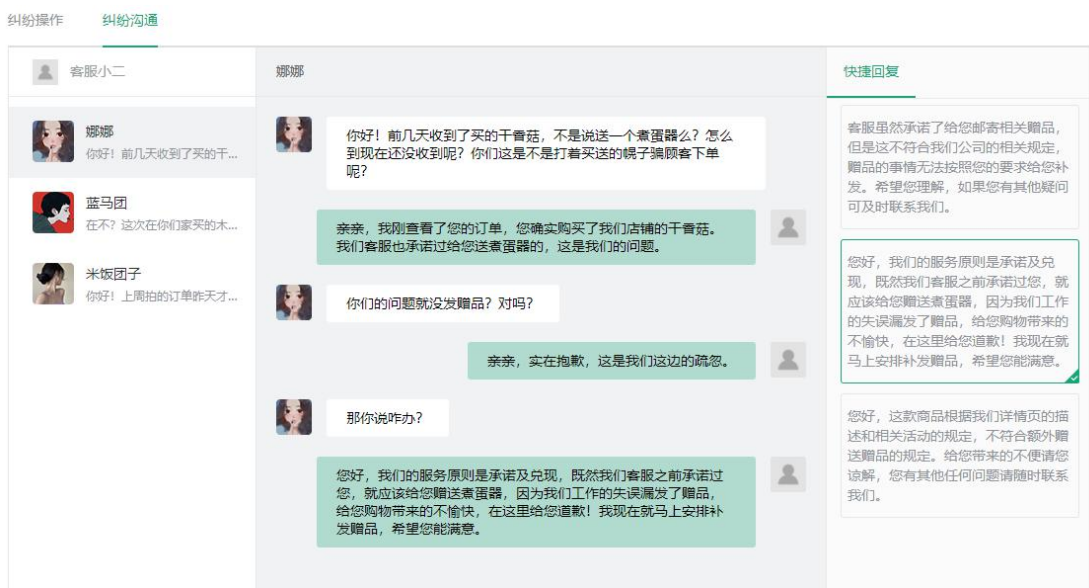 纠纷操作
纠纷沟通
客服小二
娜娜
你好！前几天收到了买的干...
蓝马团
在不？这次在你们家买的木...
米饭团子
你好！上周拍的订单昨天才...
娜娜
你好！前几天收到了买的干香菇，不是说送一个煮蛋器么？怎么
到现在还没收到呢？你们这是不是打着买送的幌子骗顾客下单
呢？
亲亲，我刚查看了您的订单，您确实购买了我们店铺的干香菇。
我们客服也承诺过给您送煮蛋器的，这是我们的问题。
你们的问题就没发赠品？对吗？
亲亲，实在抱歉，这是我们这边的疏忽。
那你说咋办？
您好，我们的服务原则是承诺及兑现，既然我们客服之前承诺过
您，就应该给您赠送煮蛋器，因为我们工作的失误漏发了赠品，
给您购物带来的不愉快，在这里给您道歉！我现在就马上安排补
发赠品，希望您能满意。
快捷回复
客服虽然承诺了给您邮寄相关赠品，
但是这不符合我们公司的相关规定，
赠品的事情无法按照您的要求给您补
发。希望您理解，如果您有其他疑问
可及时联系我们。
您好，我们的服务原则是承诺及兑
现，既然我们客服之前承诺过您，就
应该给您赠送煮蛋器，因为我们工作
的失误漏发了赠品，给您购物带来的
不愉快，在这里给您道歉！我现在就
马上安排补发赠品，希望您能满意。
您好，这款商品根据我们详情页的描
述和相关活动的规定，不符合额外赠
送赠品的规定。给您带来的不便请您
谅解，您有其他任何问题请随时联系
我们。